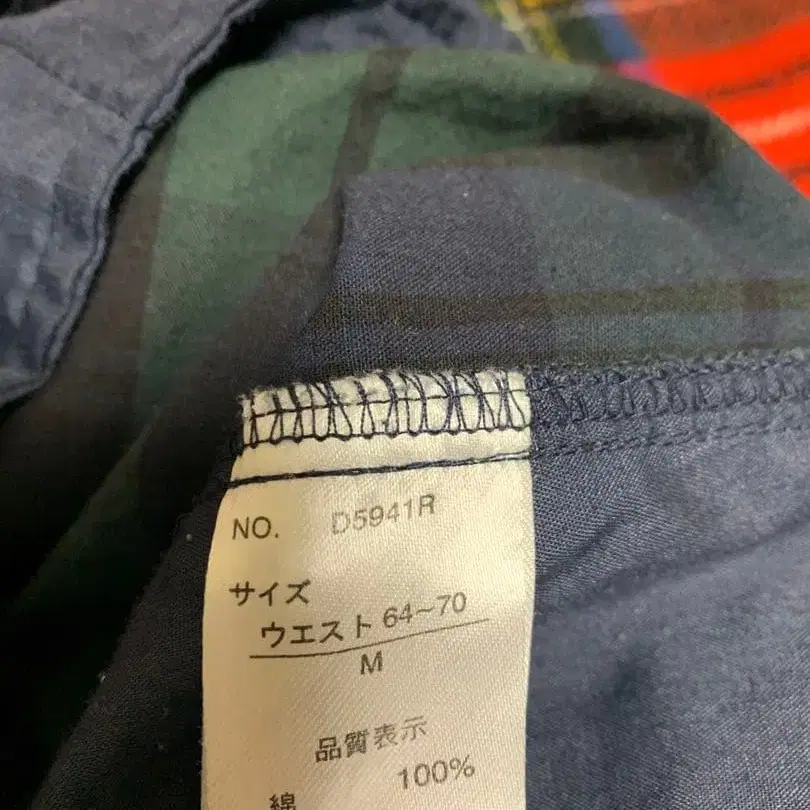 NO. D5941R
サイズ
ウエスト 64~70
M
品質表示
綿 100%